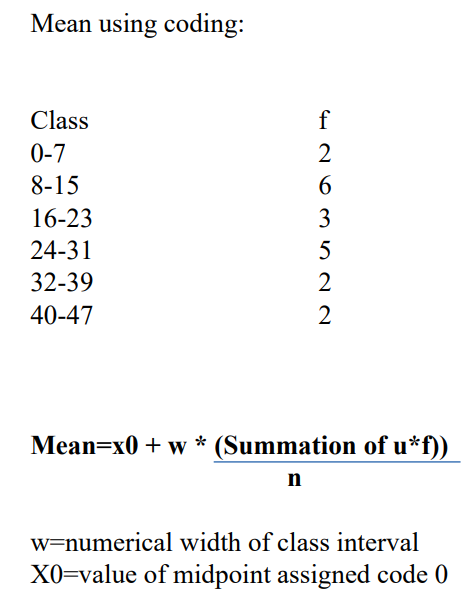 Mean using coding:
Class f
0-7 2
8-15 6
16-23 3
24-31 5
32-39 2
40-47 2
Mean=x0 + w * (Summation of u*f))
n
w=numerical width of class interval
X0=value of midpoint assigned code 0